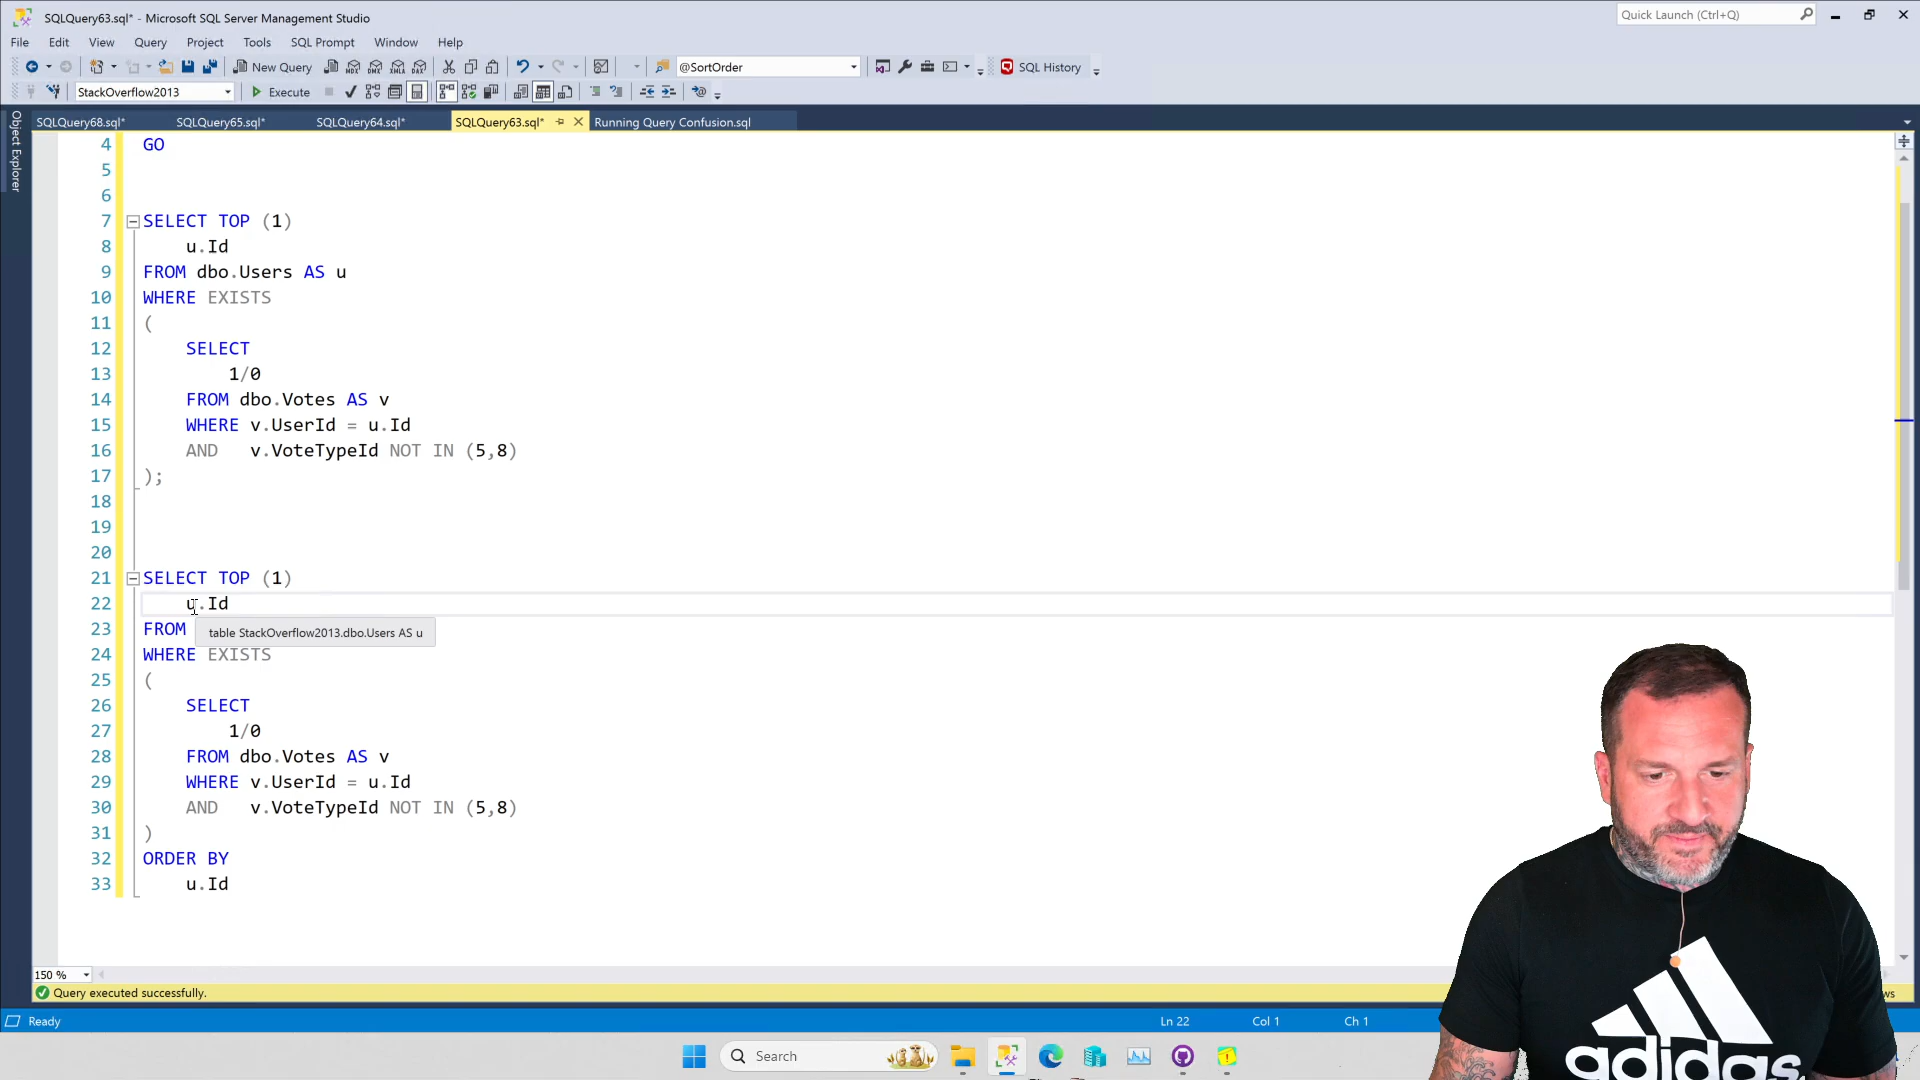 SQLQuery63.sql* - Microsoft SQL Server Management Studio
Quick Launch (Ctrl+Q)
File Edit View Query Project Tools SQL Prompt Window Help
New Query
MDX DMX XMLA DAX
@SortOrder
SQL History
StackOverflow2013
Execute
SQLQuery68.sql* SQLQuery65.sql* SQLQuery64.sql* SQLQuery63.sql* Running Query Confusion.sql
Object Explorer
4 GO
5
6
7 SELECT TOP (1)
8 u.Id
9 FROM dbo.Users AS u
10 WHERE EXISTS
11 (
12 SELECT
13 1/0
14 FROM dbo.Votes AS v
15 WHERE v.UserId = u.Id
16 AND v.VoteTypeId NOT IN (5,8)
17 );
18
19
20
21 SELECT TOP (1)
22 u.Id
23 FROM
table StackOverflow2013.dbo.Users AS u
24 WHERE EXISTS
25 (
26 SELECT
27 1/0
28 FROM dbo.Votes AS v
29 WHERE v.UserId = u.Id
30 AND v.VoteTypeId NOT IN (5,8)
31 )
32 ORDER BY
33 u.Id
150 %
Query executed successfully.
Ready
Ln 22 Col 1 Ch 1
Search
adidas